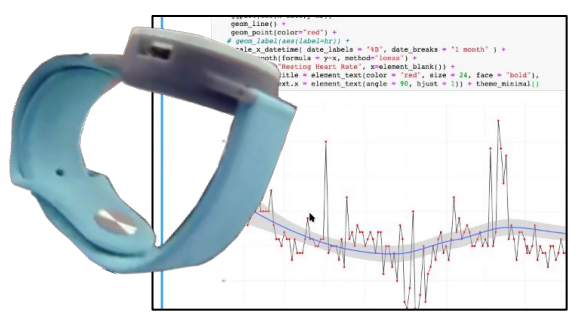 geom_line() +
geom_point(color="red") +
# geom_label(aes(label=hr)) +
ale_x_datetime( date_labels = "%B", date_breaks = "1 month" ) +
ooth(formula = y~x, method="loess") +
"Resting Heart Rate", x=element_blank()) +
itle = element_text(color = "red", size = 24, face = "bold"),
ext.x = element_text(angle = 90, hjust = 1)) + theme_minimal()